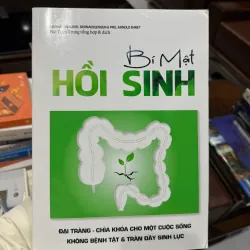 Bí Mật
HỒI SINH
ĐẠI TRÀNG - CHÌA KHÓA CHO MỘT CUỘC SỐNG
KHÔNG BỆNH TẬT & TRÀN ĐẦY SINH LỰC